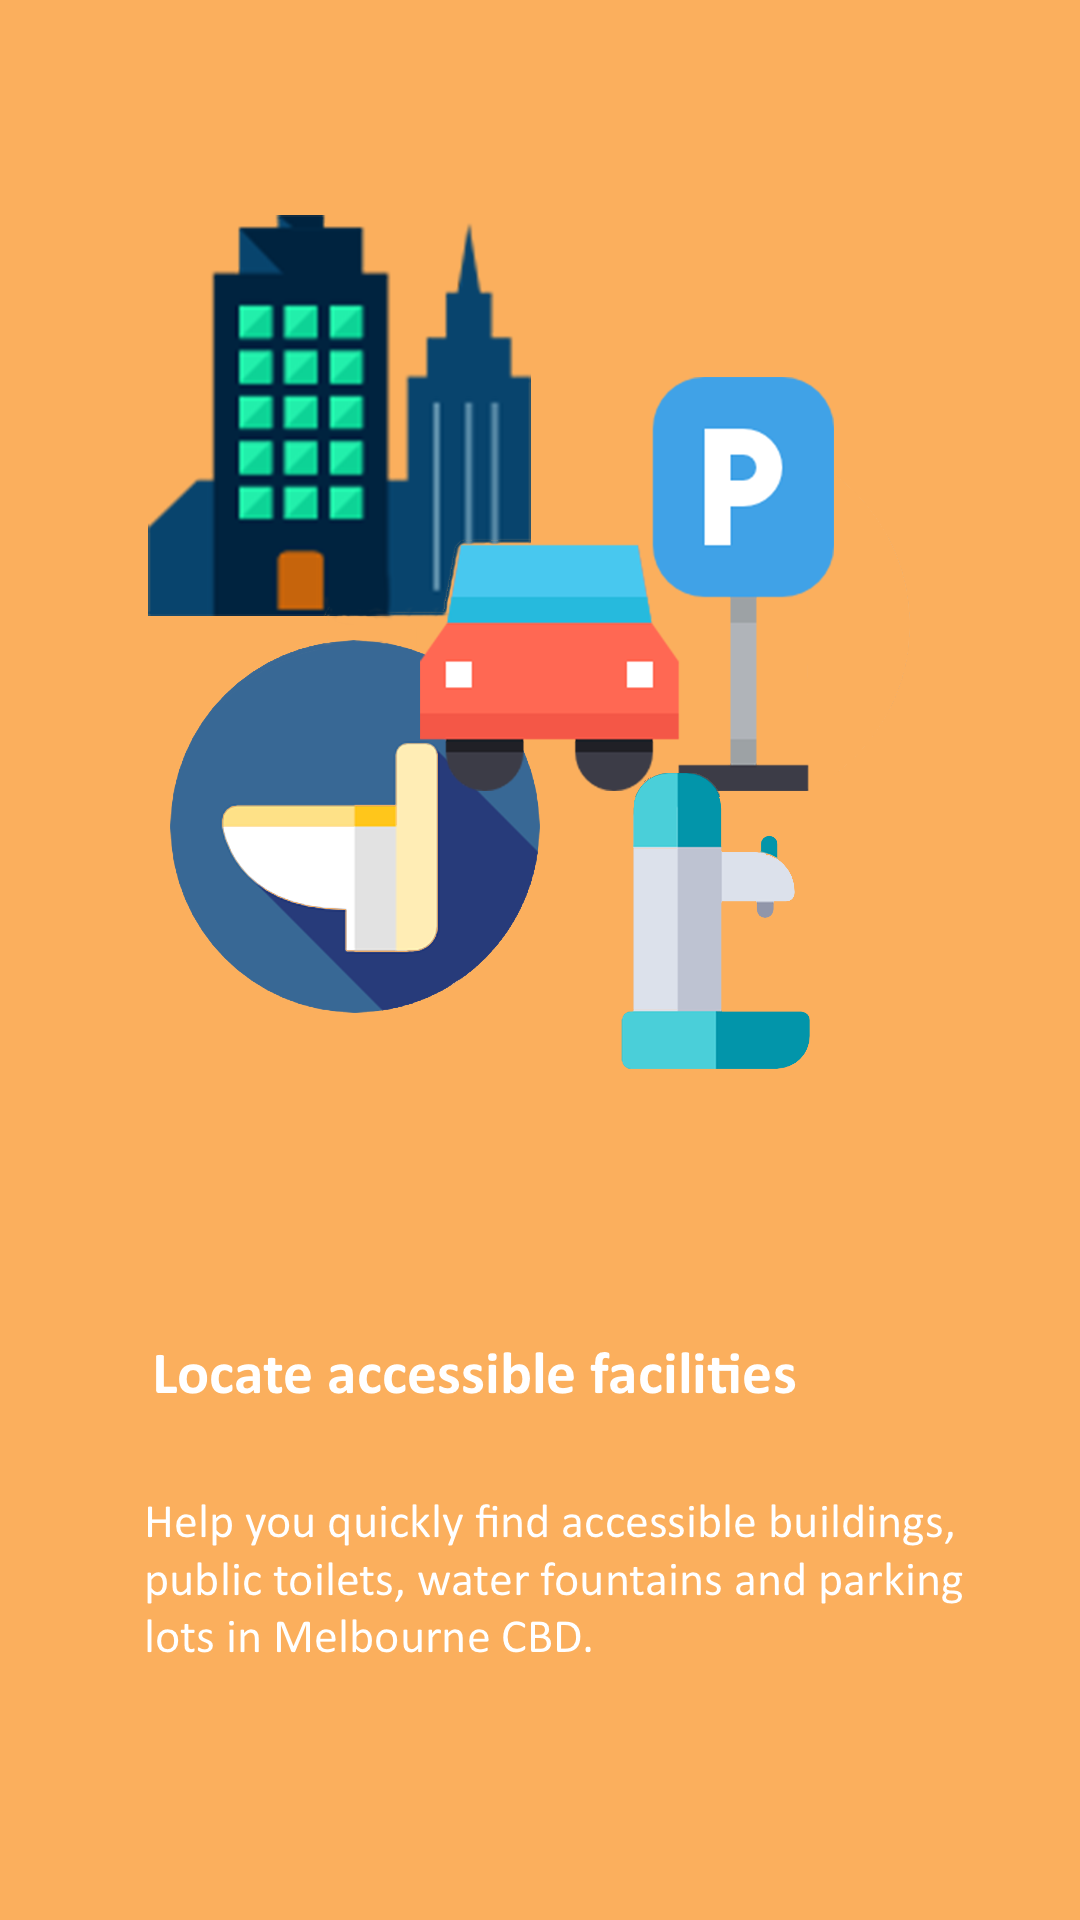 P
Locate accessible facilities
Help you quickly find accessible buildings,
public toilets, water fountains and parking
lots in Melbourne CBD.